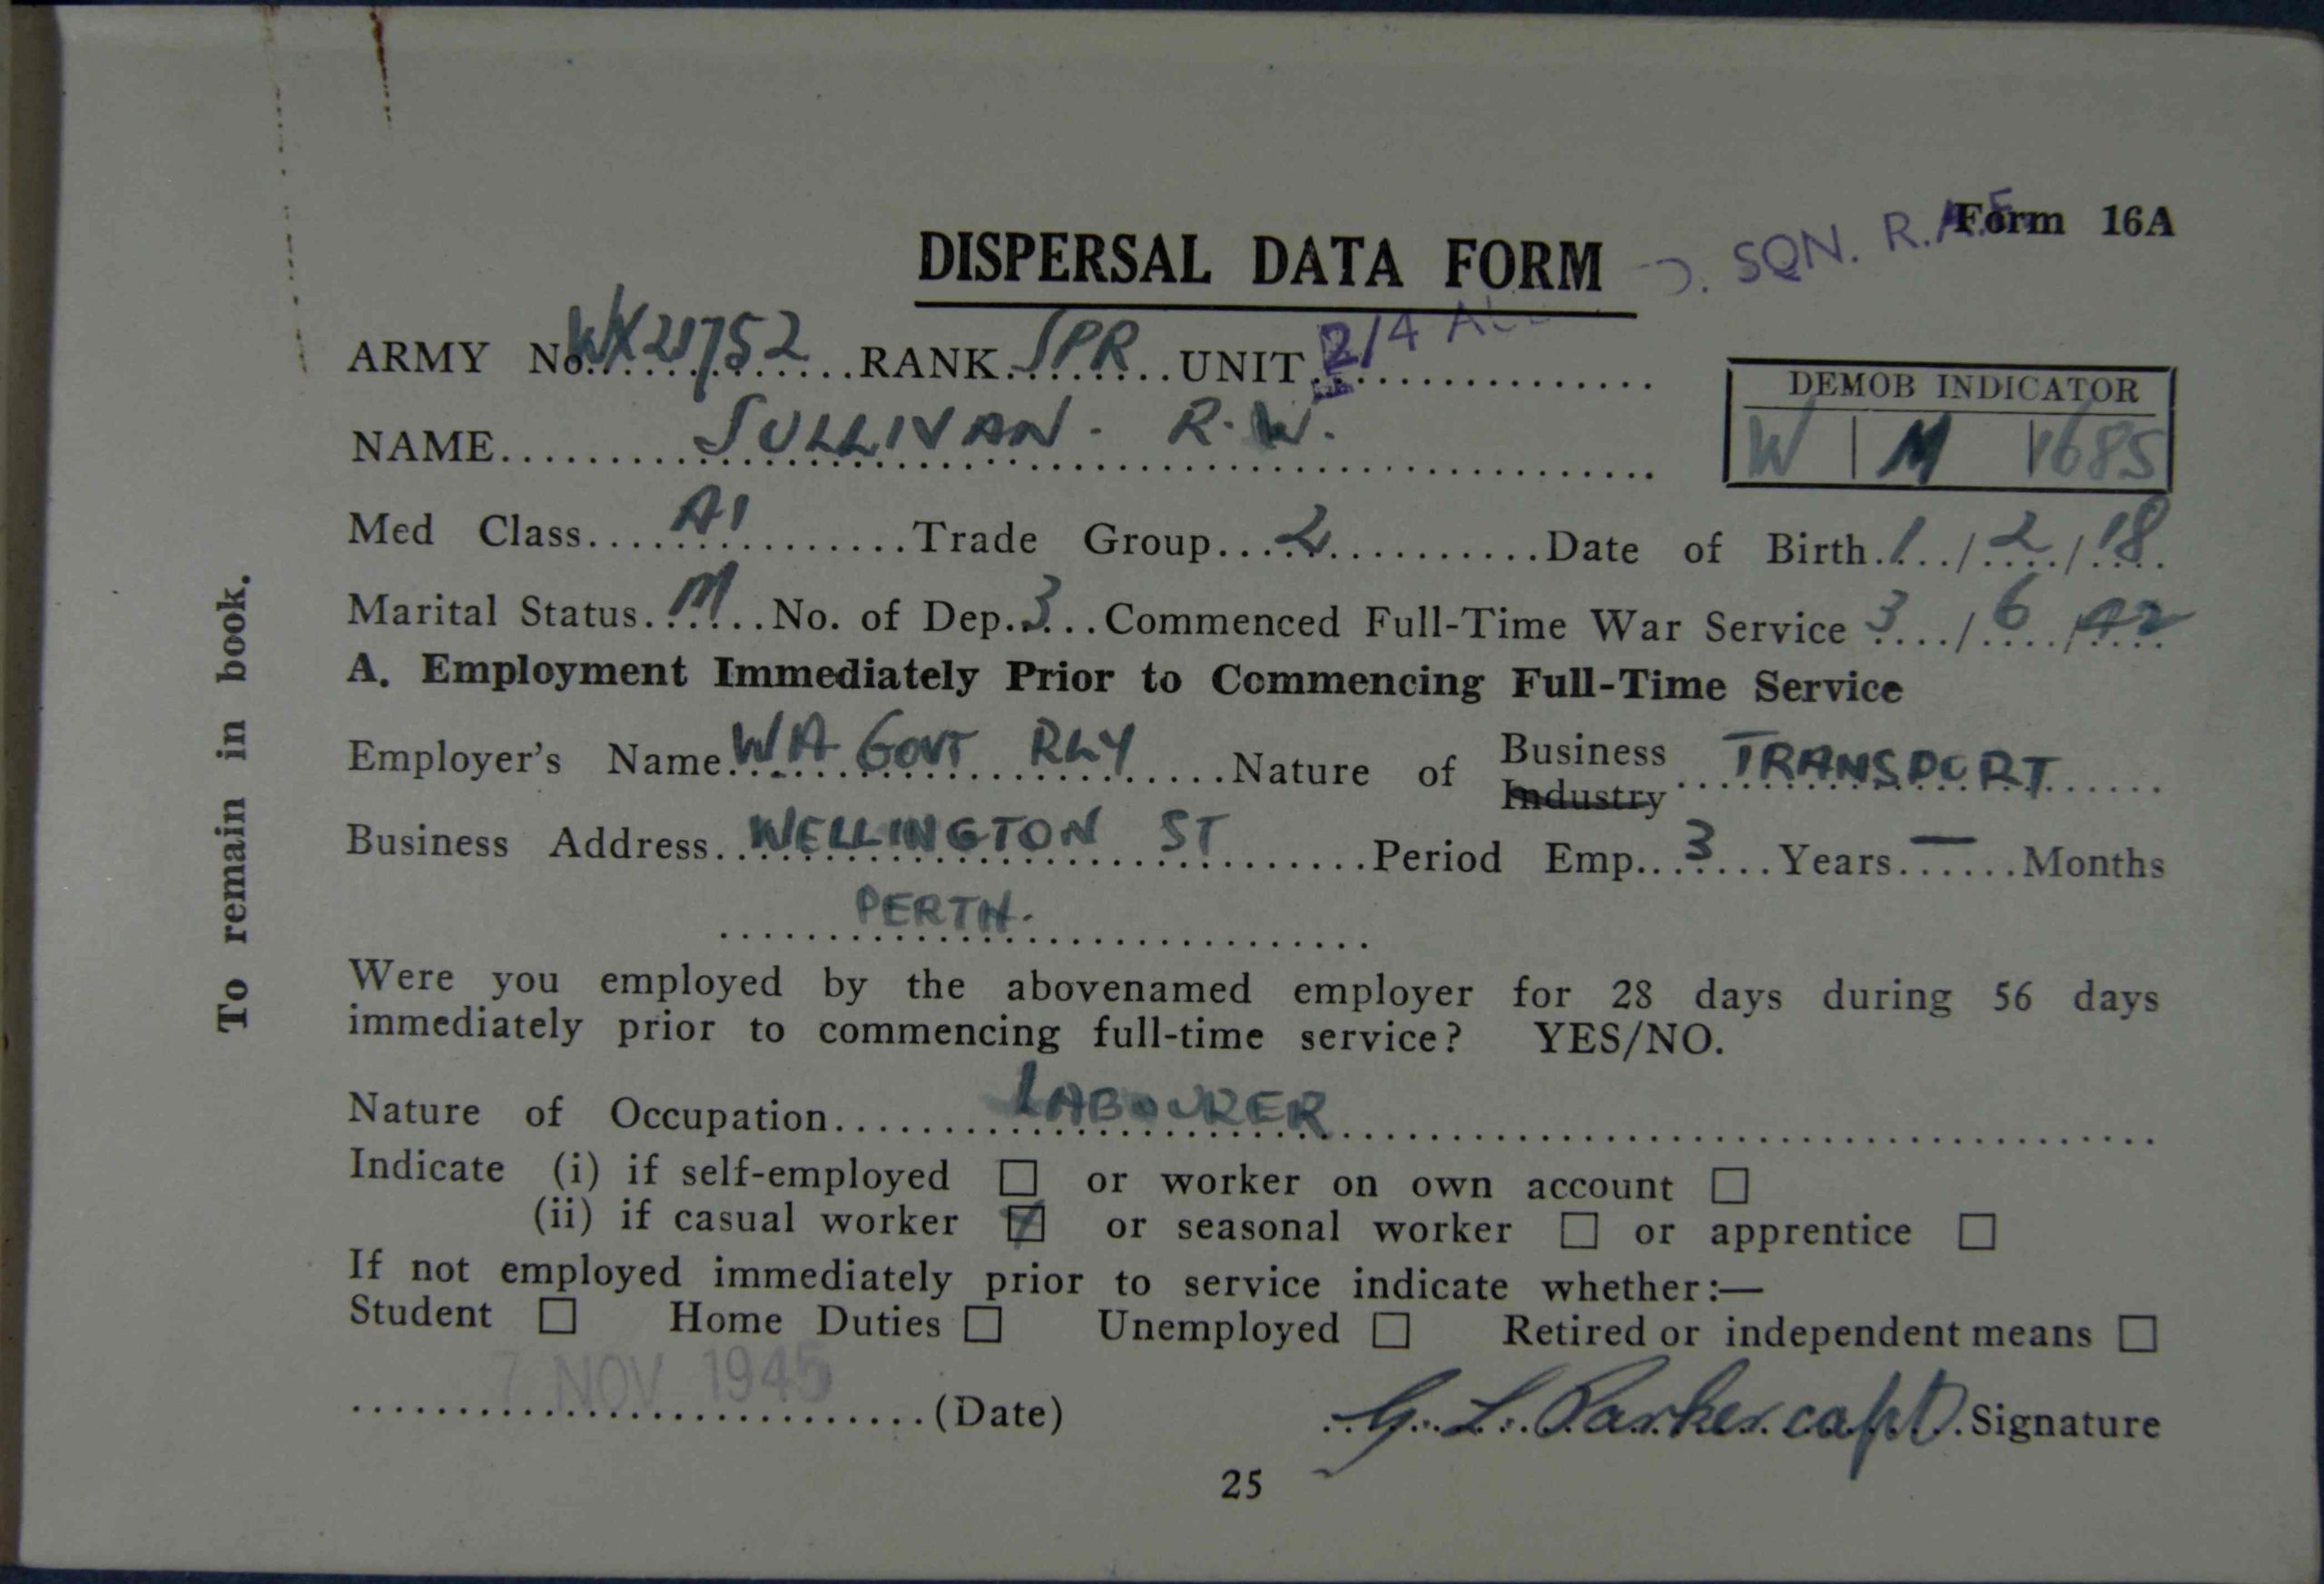 Form 16A
DISPERSAL DATA FORM
SQN. R.A.E.
ARMY No. WX21752 RANK SPR UNIT 2/4
DEMOB INDICATOR
W M 1685
NAME SULLIVAN. R. W.
Med Class A1 Trade Group 2 Date of Birth 1/2/18
Marital Status M No. of Dep. 3 Commenced Full-Time War Service 3/6/42
A. Employment Immediately Prior to Commencing Full-Time Service
Employer's Name WA GOVT RLY Nature of Business Industry TRANSPORT
Business Address WELLINGTON ST Period Emp. 3 Years — Months
PERTH.
Were you employed by the abovenamed employer for 28 days during 56 days
immediately prior to commencing full-time service? YES/NO.
Nature of Occupation LABOURER
Indicate (i) if self-employed or worker on own account
(ii) if casual worker or seasonal worker or apprentice
If not employed immediately prior to service indicate whether:—
Student Home Duties Unemployed Retired or independent means
7 NOV 1945 (Date) G. L. Parker capt Signature
25
To remain in book.